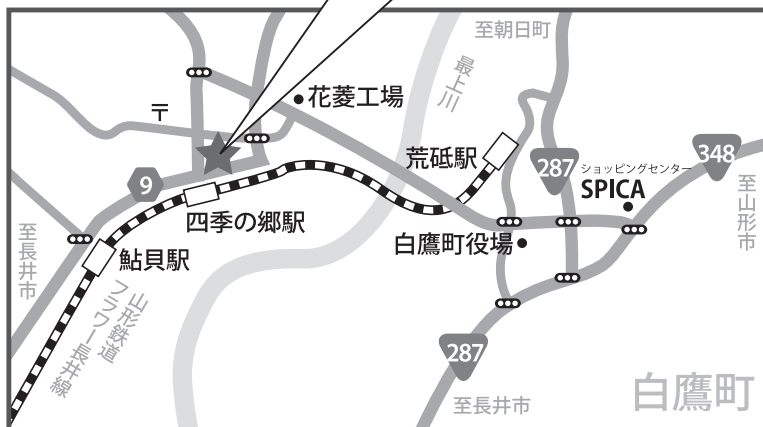 至朝日町
最上川
〒
花菱工場
荒砥駅
287
ショッピングセンター
SPICA
348
至山形市
9
四季の郷駅
白鷹町役場
至長井市
鮎貝駅
山形鉄道
フラワー長井線
287
至長井市
白鷹町